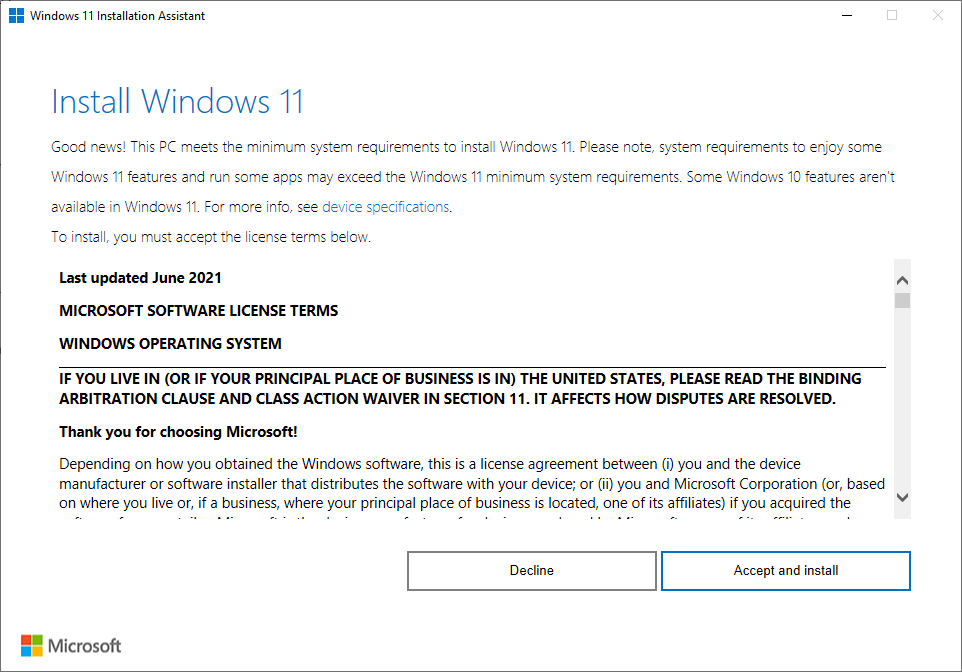 Windows 11 Installation Assistant
Install Windows 11
Good news! This PC meets the minimum system requirements to install Windows 11. Please note, system requirements to enjoy some
Windows 11 features and run some apps may exceed the Windows 11 minimum system requirements. Some Windows 10 features aren't
available in Windows 11. For more info, see device specifications.
To install, you must accept the license terms below.
Last updated June 2021
MICROSOFT SOFTWARE LICENSE TERMS
WINDOWS OPERATING SYSTEM
IF YOU LIVE IN (OR IF YOUR PRINCIPAL PLACE OF BUSINESS IS IN) THE UNITED STATES, PLEASE READ THE BINDING
ARBITRATION CLAUSE AND CLASS ACTION WAIVER IN SECTION 11. IT AFFECTS HOW DISPUTES ARE RESOLVED.
Thank you for choosing Microsoft!
Depending on how you obtained the Windows software, this is a license agreement between (i) you and the device
manufacturer or software installer that distributes the software with your device; or (ii) you and Microsoft Corporation (or, based
on where you live or, if a business, where your principal place of business is located, one of its affiliates) if you acquired the
Decline
Accept and install
Microsoft